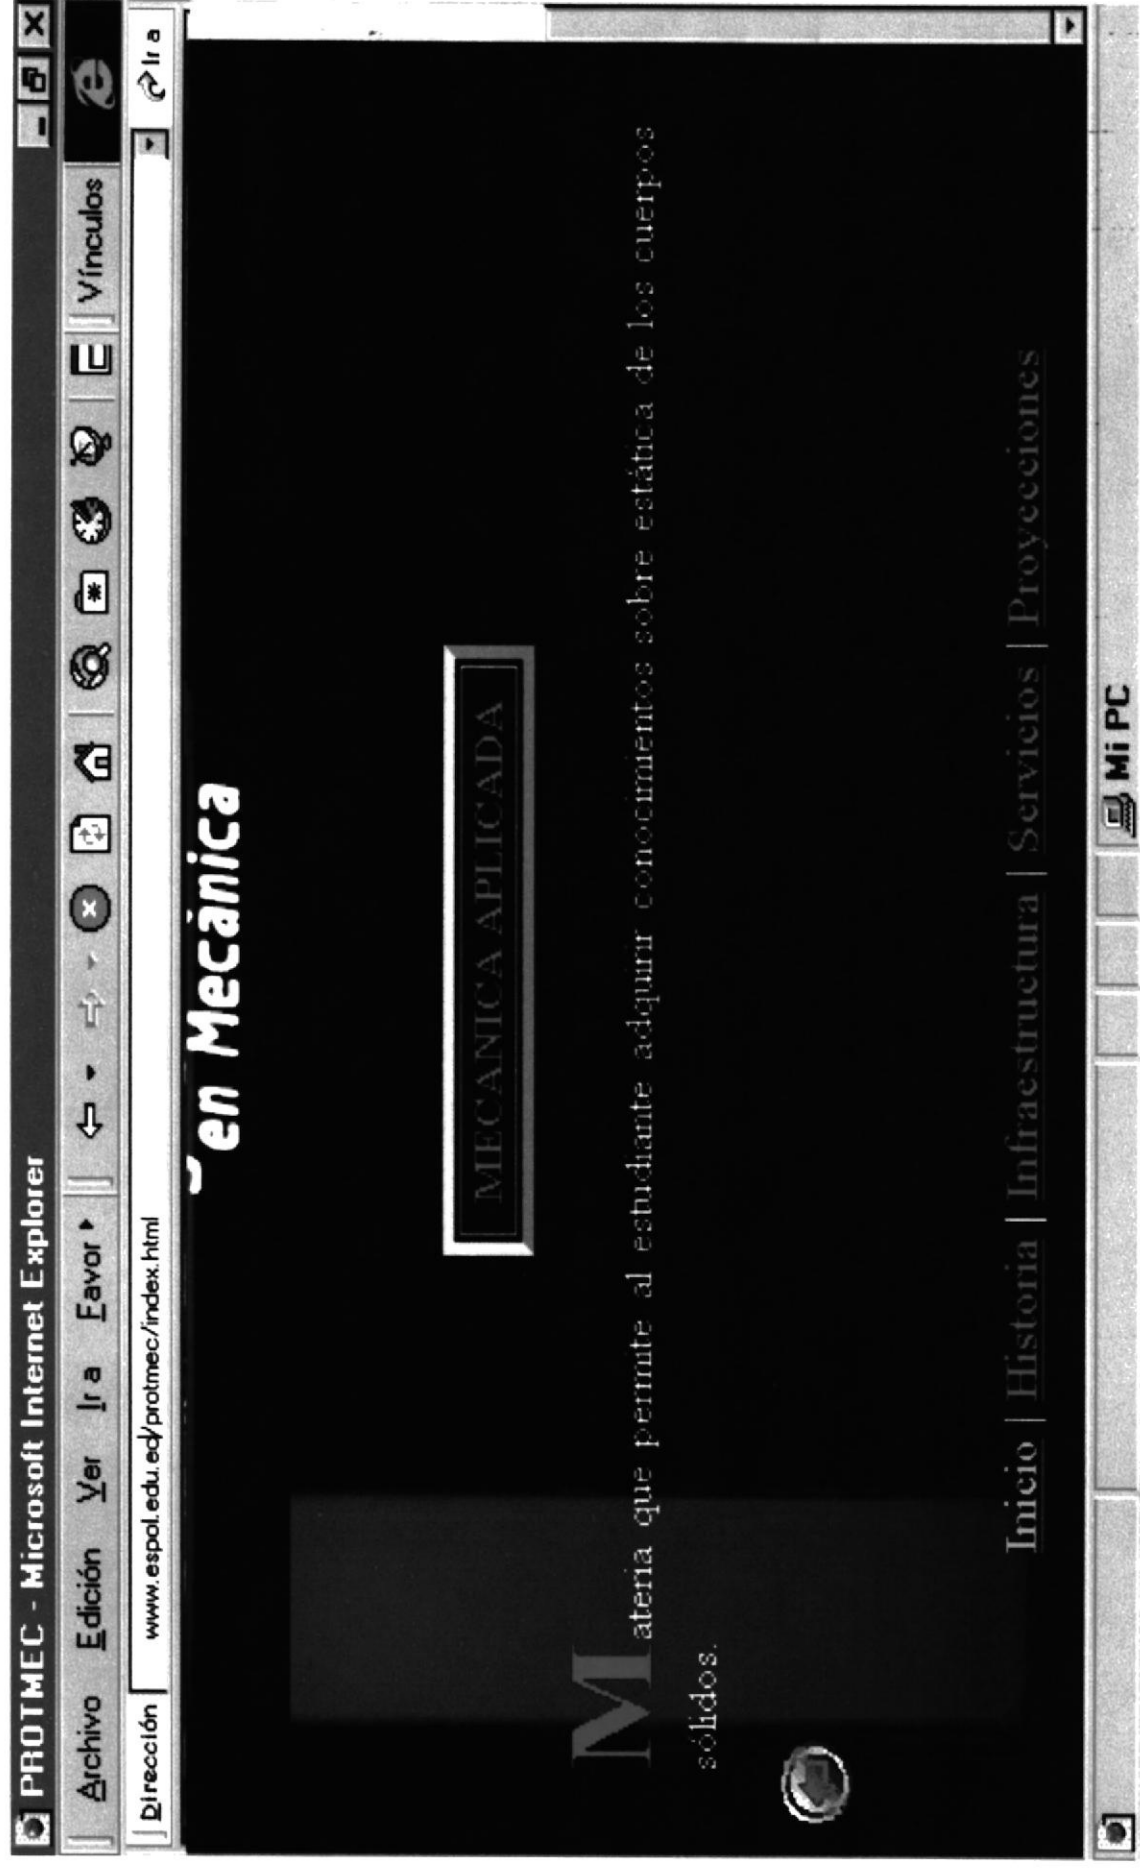 PROTMEC - Microsoft Internet Explorer
Archivo Edición Ver Ir a Favor Vínculos
Dirección www.espol.edu.ed/protmec/index.html Ir a
en Mecánica
MECANICA APLICADA
Materia que permite al estudiante adquirir conocimientos sobre estática de los cuerpos
sólidos.
Inicio | Historia | Infraestructura | Servicios | Proyecciones
Mi PC